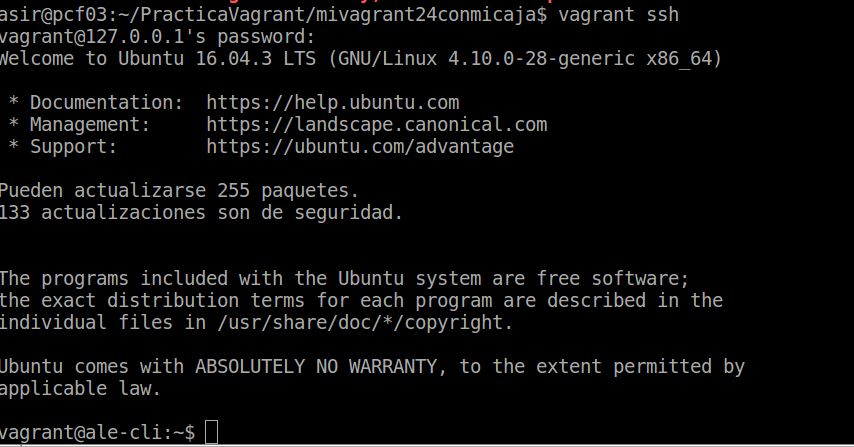 asir@pcf03:~/PracticaVagrant/mivagrant24conmicaja$ vagrant ssh
vagrant@127.0.0.1's password:
Welcome to Ubuntu 16.04.3 LTS (GNU/Linux 4.10.0-28-generic x86_64)
* Documentation:  https://help.ubuntu.com
* Management:     https://landscape.canonical.com
* Support:        https://ubuntu.com/advantage
Pueden actualizarse 255 paquetes.
133 actualizaciones son de seguridad.
The programs included with the Ubuntu system are free software;
the exact distribution terms for each program are described in the
individual files in /usr/share/doc/*/copyright.
Ubuntu comes with ABSOLUTELY NO WARRANTY, to the extent permitted by
applicable law.
vagrant@ale-cli:~$